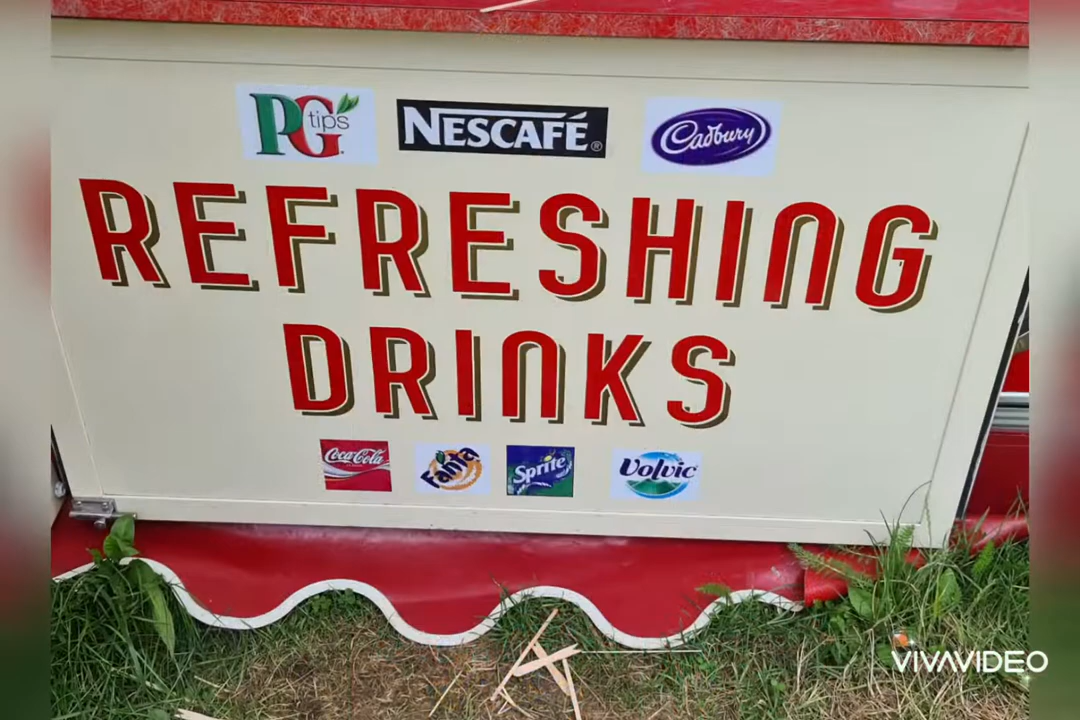 PG tips NESCAFÉ® Cadbury
REFRESHING
DRINKS
Coca-Cola Fanta Sprite Volvic
VIVAVIDEO